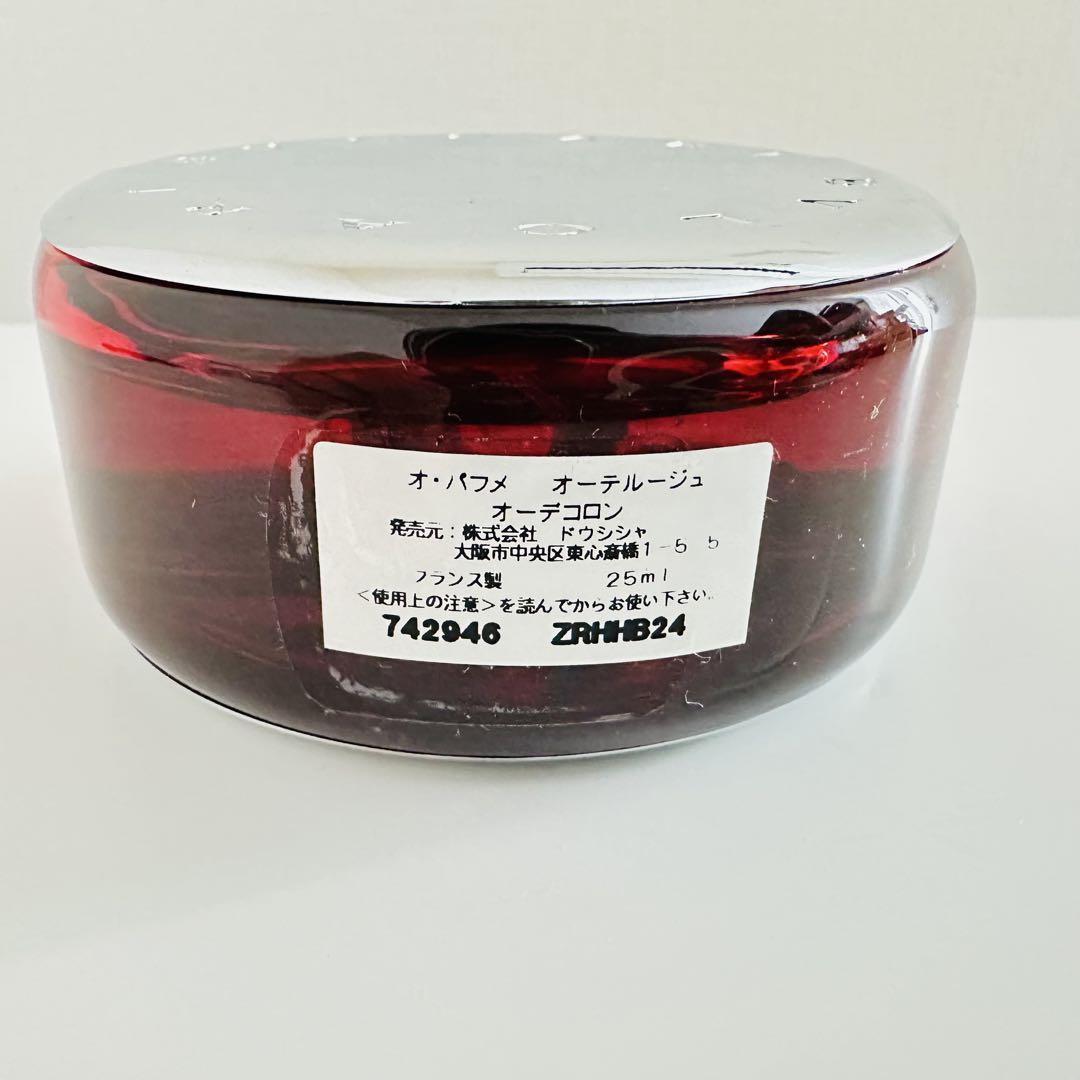 オ・パフメ　オーテルージュ
オーデコロン
発売元：株式会社　ドウシシャ
大阪市中央区東心斎橋1-5 5
フランス製　25ml
＜使用上の注意＞を読んでからお使い下さい。
742946　ZRHHB24